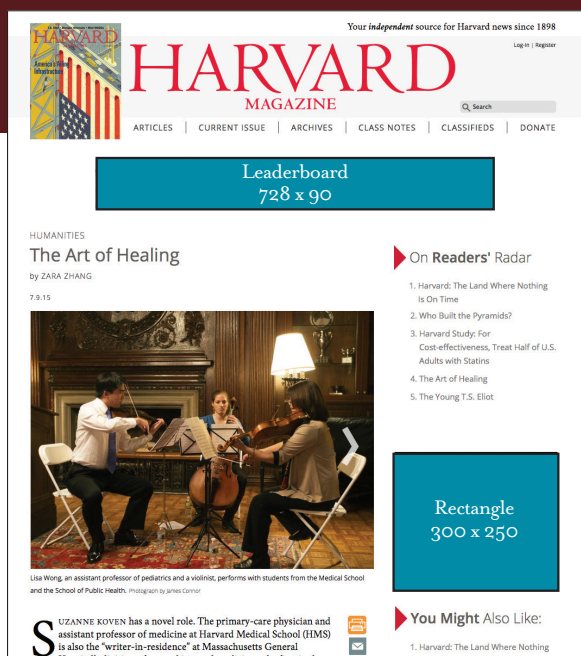 HARVARD
MAGAZINE
America's
Infrastructure
Your independent source for Harvard news since 1898
Log-In | Register
HARVARD
MAGAZINE
Search
ARTICLES | CURRENT ISSUE | ARCHIVES | CLASS NOTES | CLASSIFIEDS | DONATE
Leaderboard
728 x 90
HUMANITIES
The Art of Healing
by ZARA ZHANG
7.9.15
Lisa Wong, an assistant professor of pediatrics and a violinist, performs with students from the Medical School
and the School of Public Health. Photograph by James Connor
SUZANNE KOVEN has a novel role. The primary-care physician and
assistant professor of medicine at Harvard Medical School (HMS)
is also the "writer-in-residence" at Massachusetts General
On Readers' Radar
1. Harvard: The Land Where Nothing
Is On Time
2. Who Built the Pyramids?
3. Harvard Study: For
Cost-effectiveness, Treat Half of U.S.
Adults with Statins
4. The Art of Healing
5. The Young T.S. Eliot
Rectangle
300 x 250
You Might Also Like:
1. Harvard: The Land Where Nothing